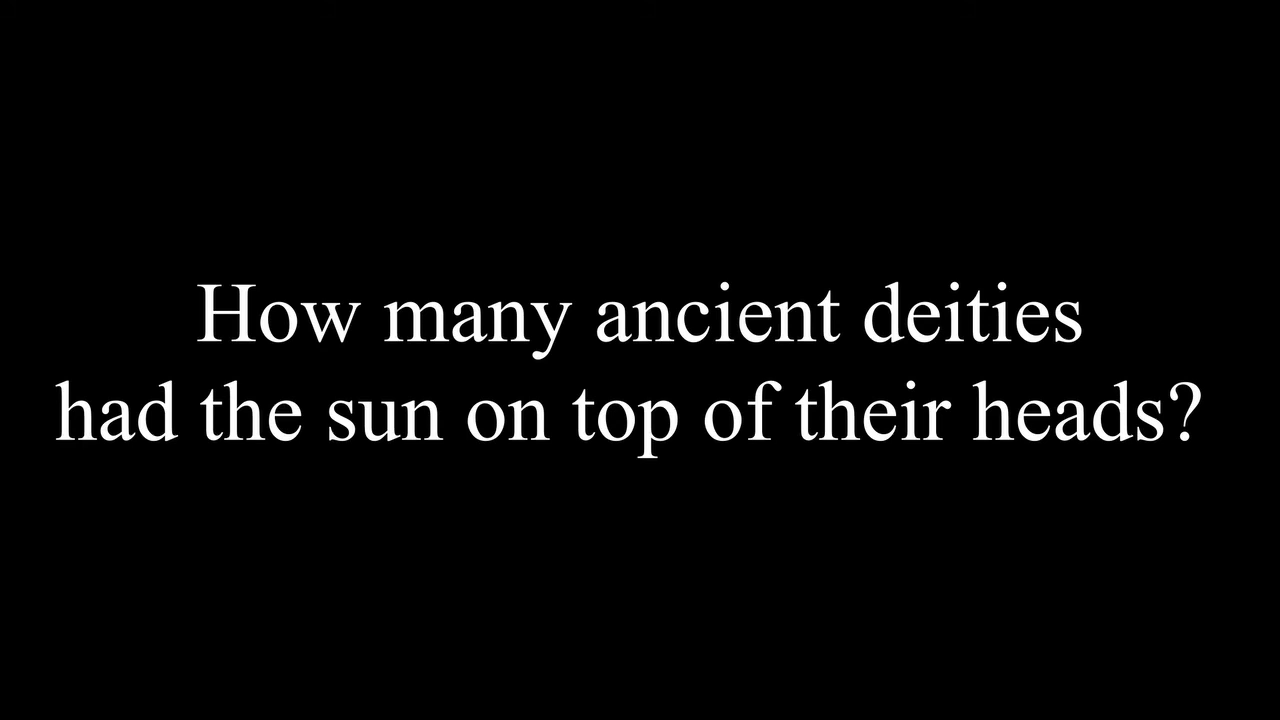 How many ancient deities
had the sun on top of their heads?